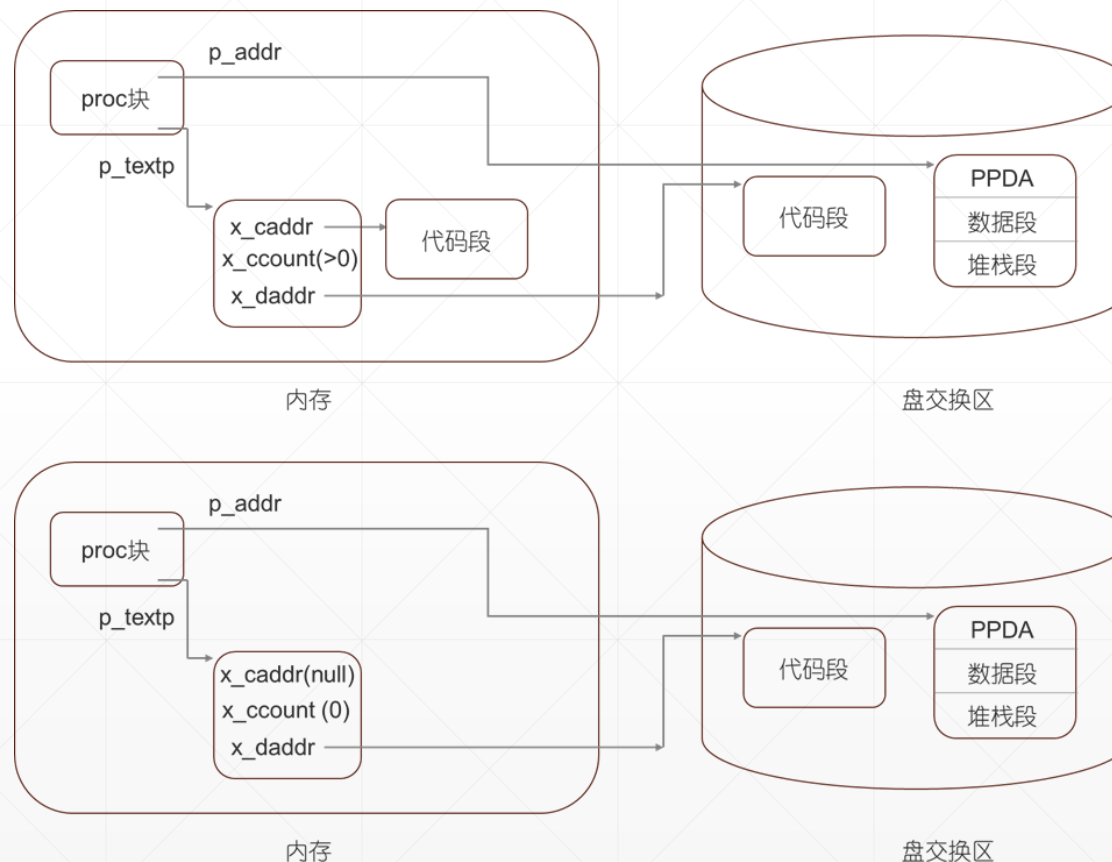 p_addr
proc块
p_textp
x_caddr
x_ccount(>0)
x_daddr
代码段
代码段
PPDA
数据段
堆栈段
内存
盘交换区
p_addr
proc块
p_textp
x_caddr(null)
x_ccount (0)
x_daddr
代码段
PPDA
数据段
堆栈段
内存
盘交换区